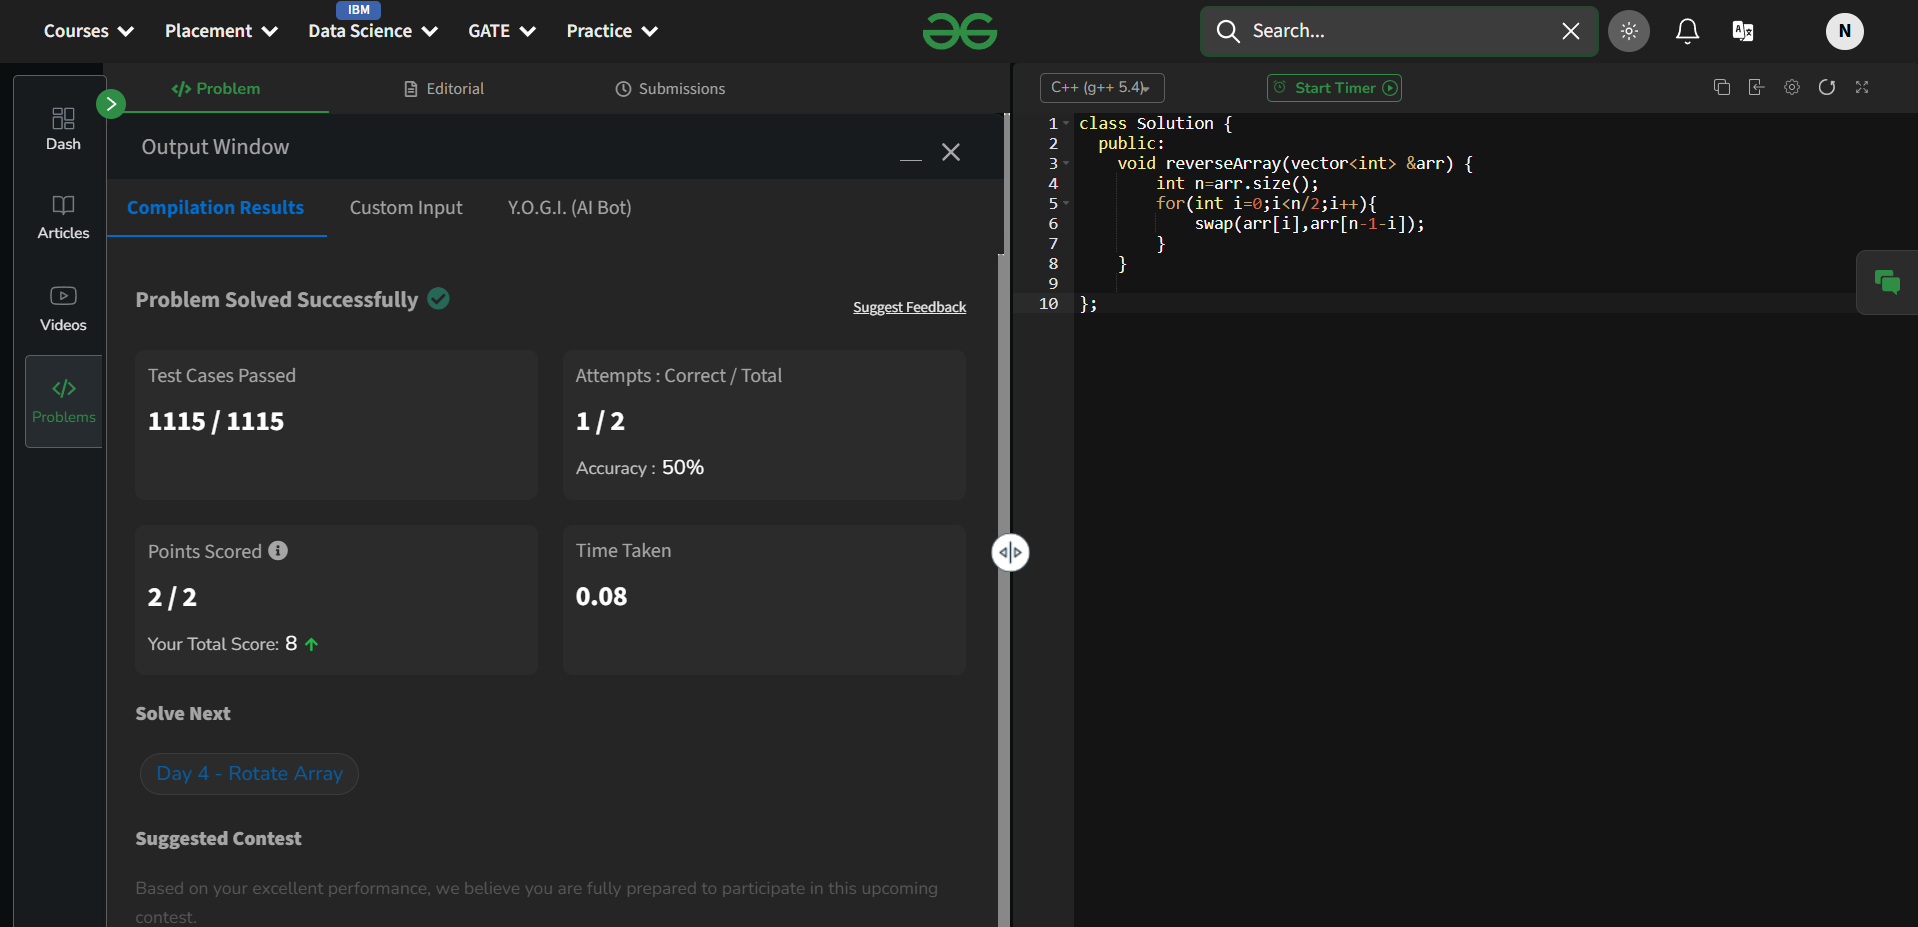 IBM
Courses Placement Data Science GATE Practice Search... N
Problem Editorial Submissions
C++ (g++ 5.4) Start Timer
Dash
Articles
Videos
Problems
Output Window
Compilation Results Custom Input Y.O.G.I. (AI Bot)
Problem Solved Successfully
Suggest Feedback
Test Cases Passed
1115 / 1115
Attempts : Correct / Total
1 / 2
Accuracy : 50%
Points Scored
2 / 2
Your Total Score: 8
Time Taken
0.08
Solve Next
Day 4 - Rotate Array
Suggested Contest
Based on your excellent performance, we believe you are fully prepared to participate in this upcoming
contest.
1 class Solution {
2 public:
3 void reverseArray(vector<int> &arr) {
4 int n=arr.size();
5 for(int i=0;i<n/2;i++){
6 swap(arr[i],arr[n-1-i]);
7 }
8 }
9
10 };